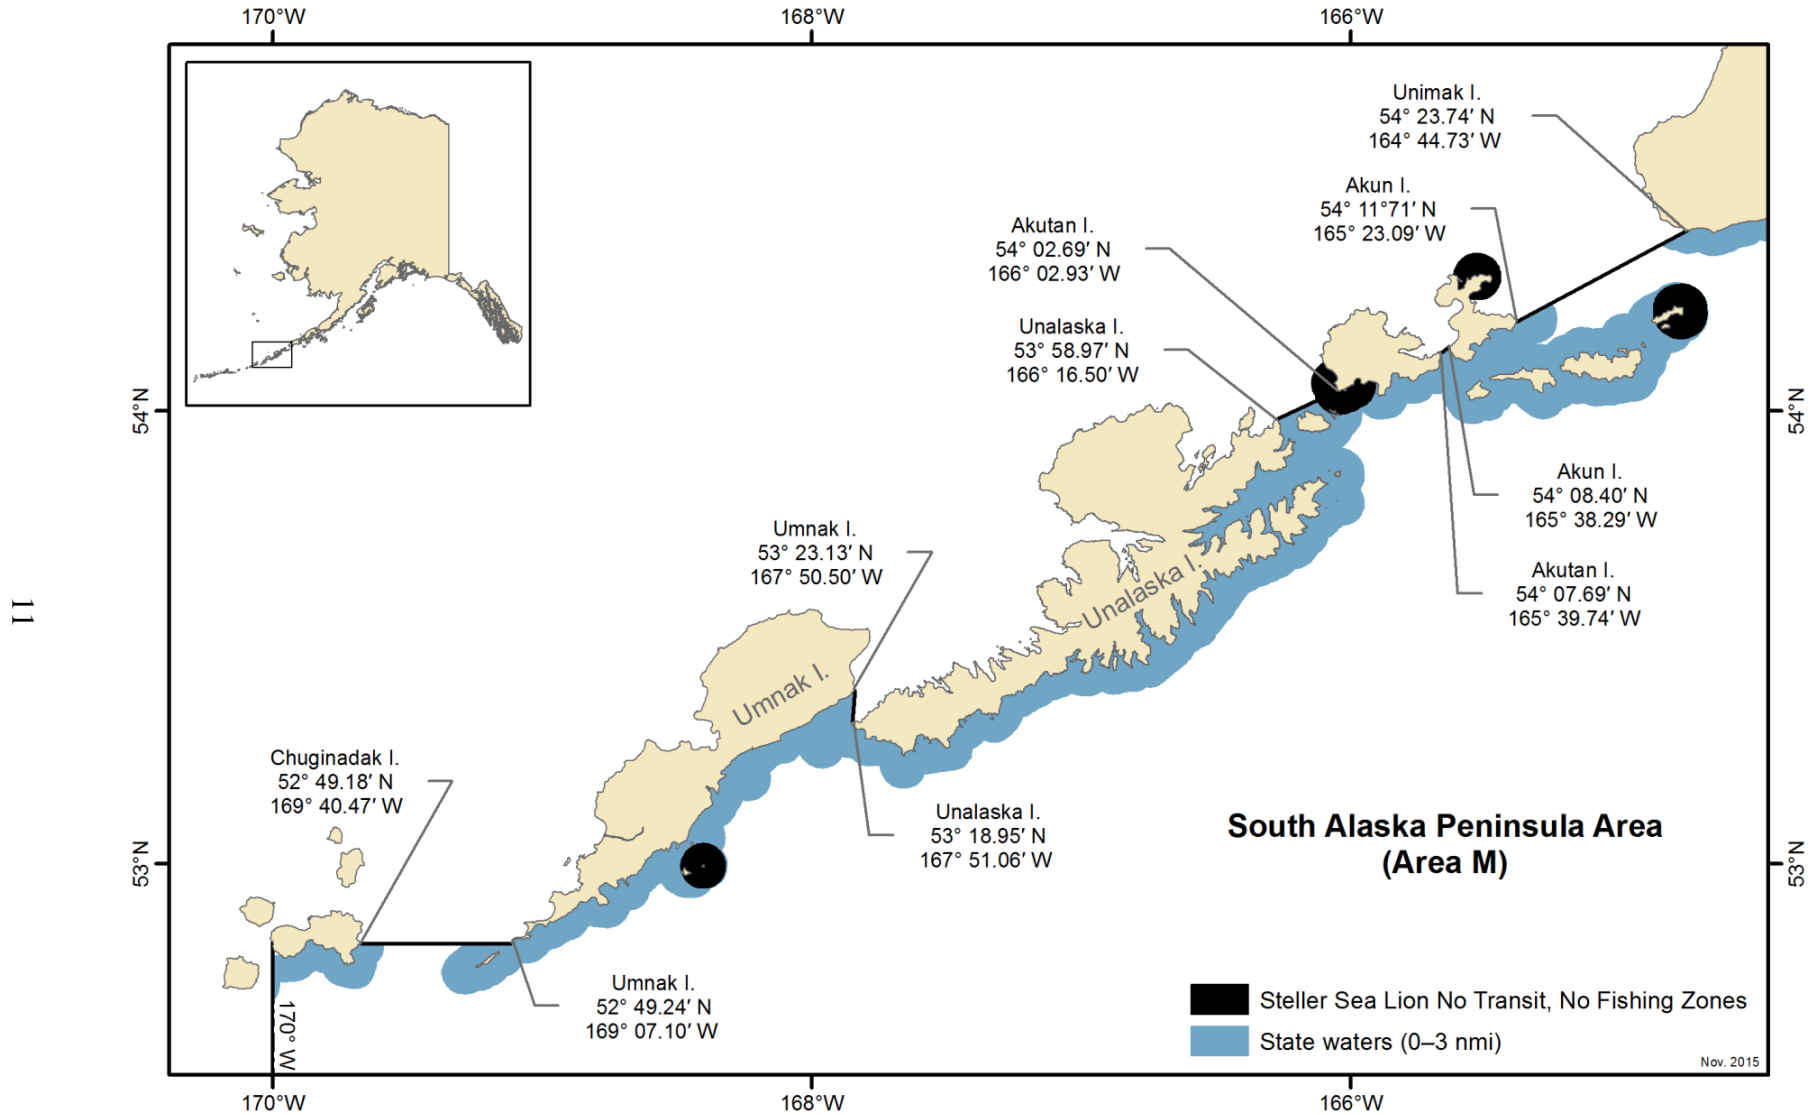 170°W
168°W
166°W
Unimak I.
54° 23.74′ N
164° 44.73′ W
Akun I.
54° 11°71′ N
165° 23.09′ W
Akutan I.
54° 02.69′ N
166° 02.93′ W
Unalaska I.
53° 58.97′ N
166° 16.50′ W
54°N
54°N
Akun I.
54° 08.40′ N
165° 38.29′ W
Umnak I.
53° 23.13′ N
167° 50.50′ W
Akutan I.
54° 07.69′ N
165° 39.74′ W
Unalaska I.
11
Umnak I.
Chuginadak I.
52° 49.18′ N
169° 40.47′ W
Unalaska I.
53° 18.95′ N
167° 51.06′ W
South Alaska Peninsula Area
(Area M)
53°N
53°N
Umnak I.
52° 49.24′ N
169° 07.10′ W
170° W
Steller Sea Lion No Transit, No Fishing Zones
State waters (0–3 nmi)
Nov. 2015
170°W
168°W
166°W